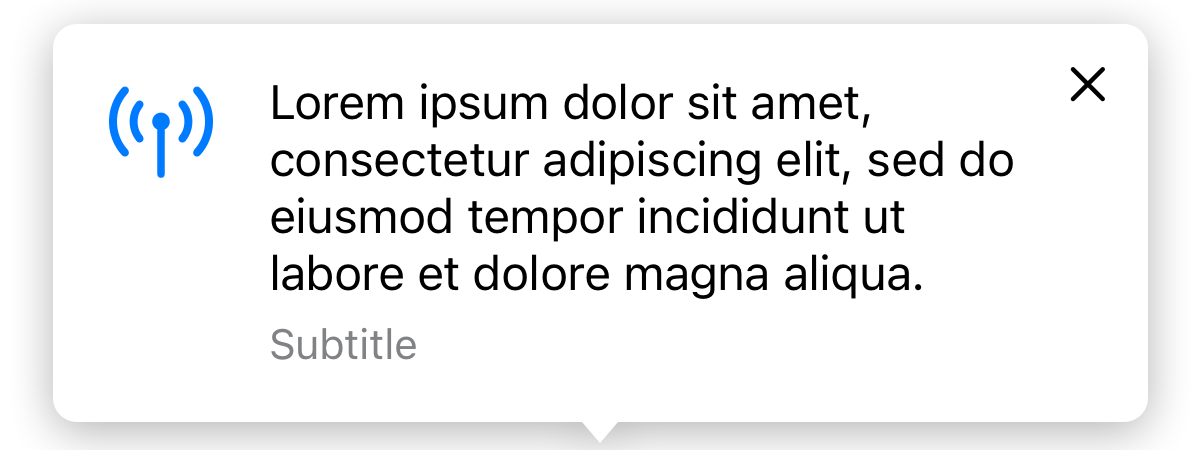 Lorem ipsum dolor sit amet,
consectetur adipiscing elit, sed do
eiusmod tempor incididunt ut
labore et dolore magna aliqua.
Subtitle